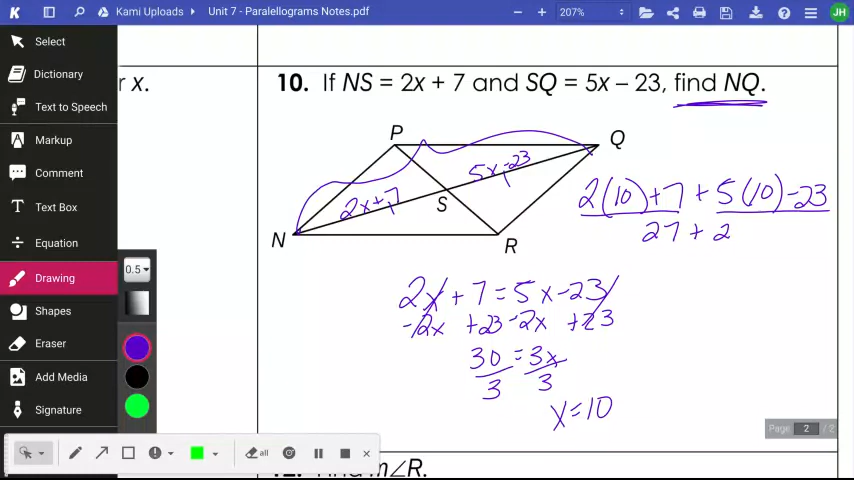 Kami Uploads
Unit 7 - Paralellograms Notes.pdf
207%
JH
Select
Dictionary
Text to Speech
Markup
Comment
Text Box
Equation
Drawing
Shapes
Eraser
Add Media
Signature
0.5
r x.
10. If NS = 2x + 7 and SQ = 5x – 23, find NQ.
P
Q
5x-23
2x+7
S
N
R
2(10)+7 + 5(10)-23
27 + 2
2x + 7 = 5x - 23
-2x +23 -2x +23
30 = 3x
3 3
x = 10
Page 2 / 2
all
m∠R.